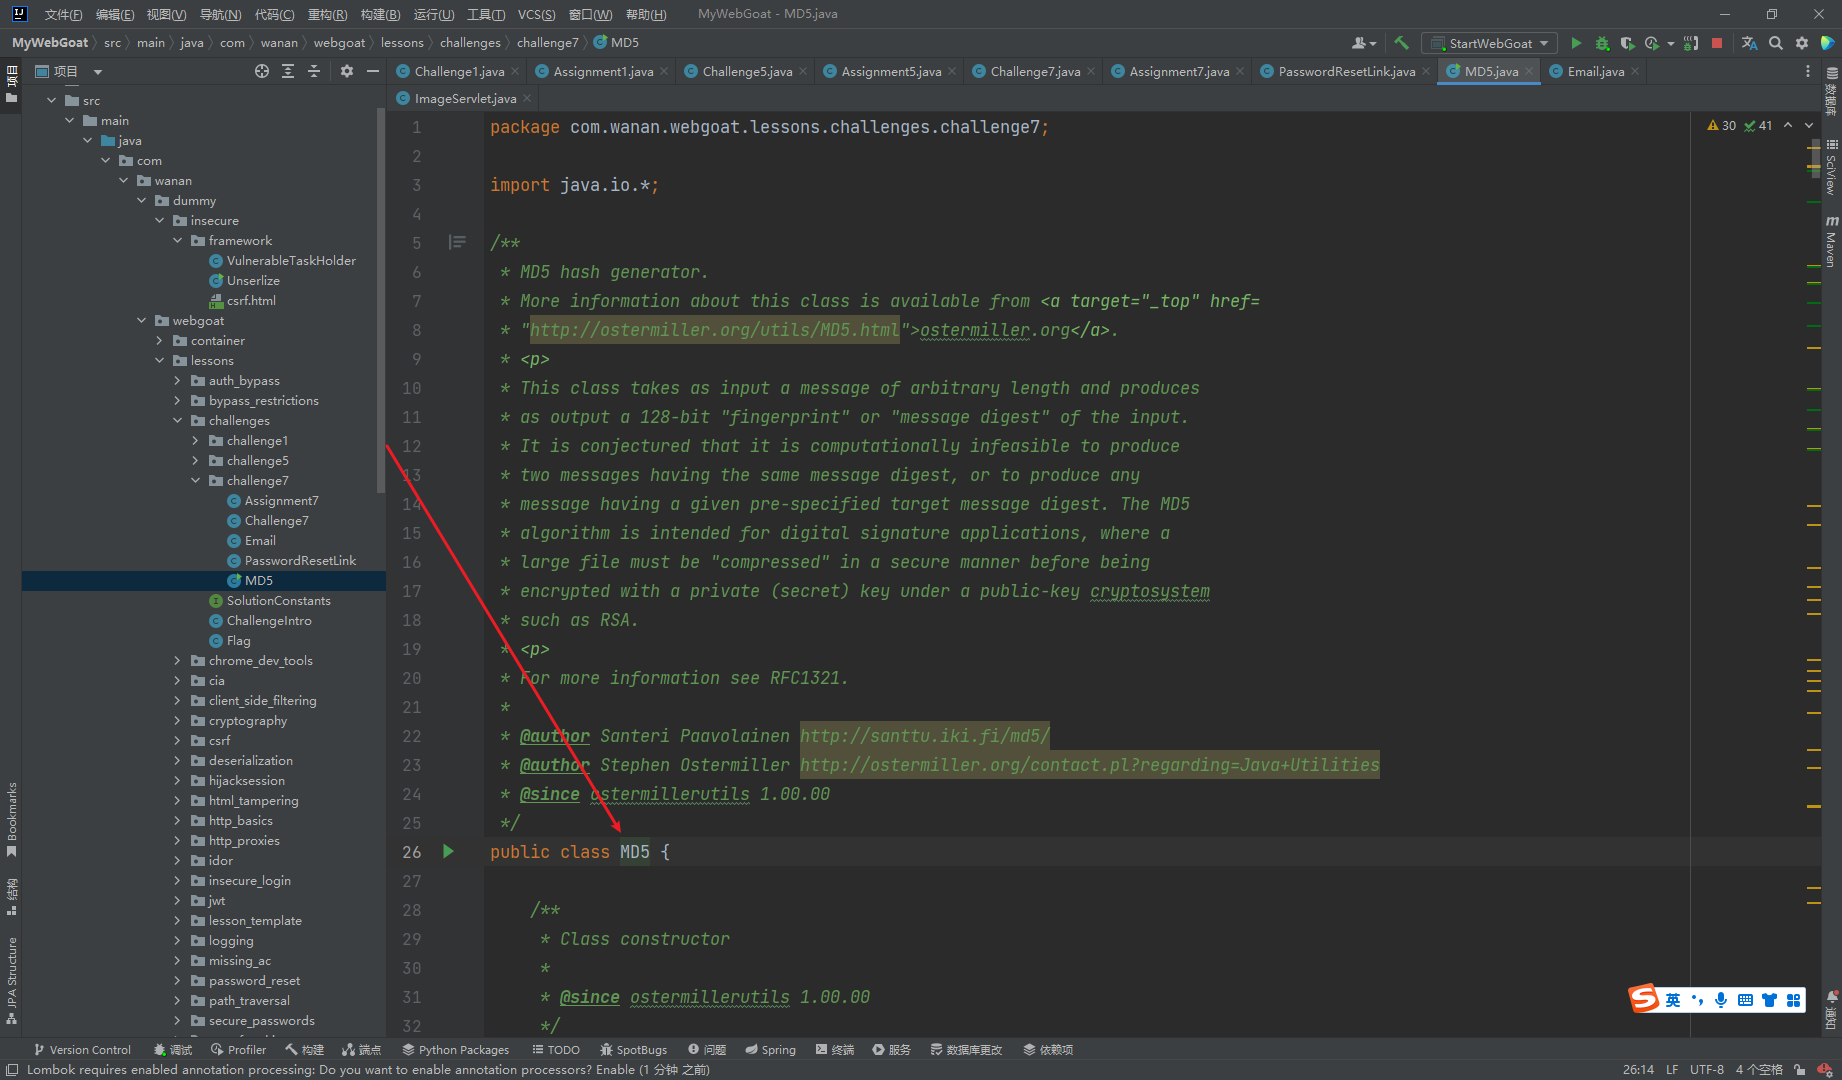 文件(F) 编辑(E) 视图(V) 导航(N) 代码(C) 重构(R) 构建(B) 运行(U) 工具(T) VCS(S) 窗口(W) 帮助(H) MyWebGoat - MD5.java
MyWebGoat src main java com wanan webgoat lessons challenges challenge7 MD5
StartWebGoat
项目
项目
Challenge1.java Assignment1.java Challenge5.java Assignment5.java Challenge7.java Assignment7.java PasswordResetLink.java MD5.java Email.java
ImageServlet.java
src
main
java
com
wanan
dummy
insecure
framework
VulnerableTaskHolder
Unserlize
csrf.html
webgoat
container
lessons
auth_bypass
bypass_restrictions
challenges
challenge1
challenge5
challenge7
Assignment7
Challenge7
Email
PasswordResetLink
MD5
SolutionConstants
ChallengeIntro
Flag
chrome_dev_tools
cia
client_side_filtering
cryptography
csrf
deserialization
hijacksession
html_tampering
http_basics
http_proxies
idor
insecure_login
jwt
lesson_template
logging
missing_ac
password_reset
path_traversal
secure_passwords
Bookmarks
结构
JPA Structure
30 41
1 package com.wanan.webgoat.lessons.challenges.challenge7;
2
3 import java.io.*;
4
5 /**
6 * MD5 hash generator.
7 * More information about this class is available from <a target="_top" href=
8 * "http://ostermiller.org/utils/MD5.html">ostermiller.org</a>.
9 * <p>
10 * This class takes as input a message of arbitrary length and produces
11 * as output a 128-bit "fingerprint" or "message digest" of the input.
12 * It is conjectured that it is computationally infeasible to produce
13 * two messages having the same message digest, or to produce any
14 * message having a given pre-specified target message digest. The MD5
15 * algorithm is intended for digital signature applications, where a
16 * large file must be "compressed" in a secure manner before being
17 * encrypted with a private (secret) key under a public-key cryptosystem
18 * such as RSA.
19 * <p>
20 * For more information see RFC1321.
21 *
22 * @author Santeri Paavolainen http://santtu.iki.fi/md5/
23 * @author Stephen Ostermiller http://ostermiller.org/contact.pl?regarding=Java+Utilities
24 * @since ostermillerutils 1.00.00
25 */
26 public class MD5 {
27
28 /**
29 * Class constructor
30 *
31 * @since ostermillerutils 1.00.00
32 */
数据库
SciView
Maven
通知
英
Version Control 调试 Profiler 构建 端点 Python Packages TODO SpotBugs 问题 Spring 终端 服务 数据库更改 依赖项
Lombok requires enabled annotation processing: Do you want to enable annotation processors? Enable (1 分钟 之前) 26:14 LF UTF-8 4 个空格